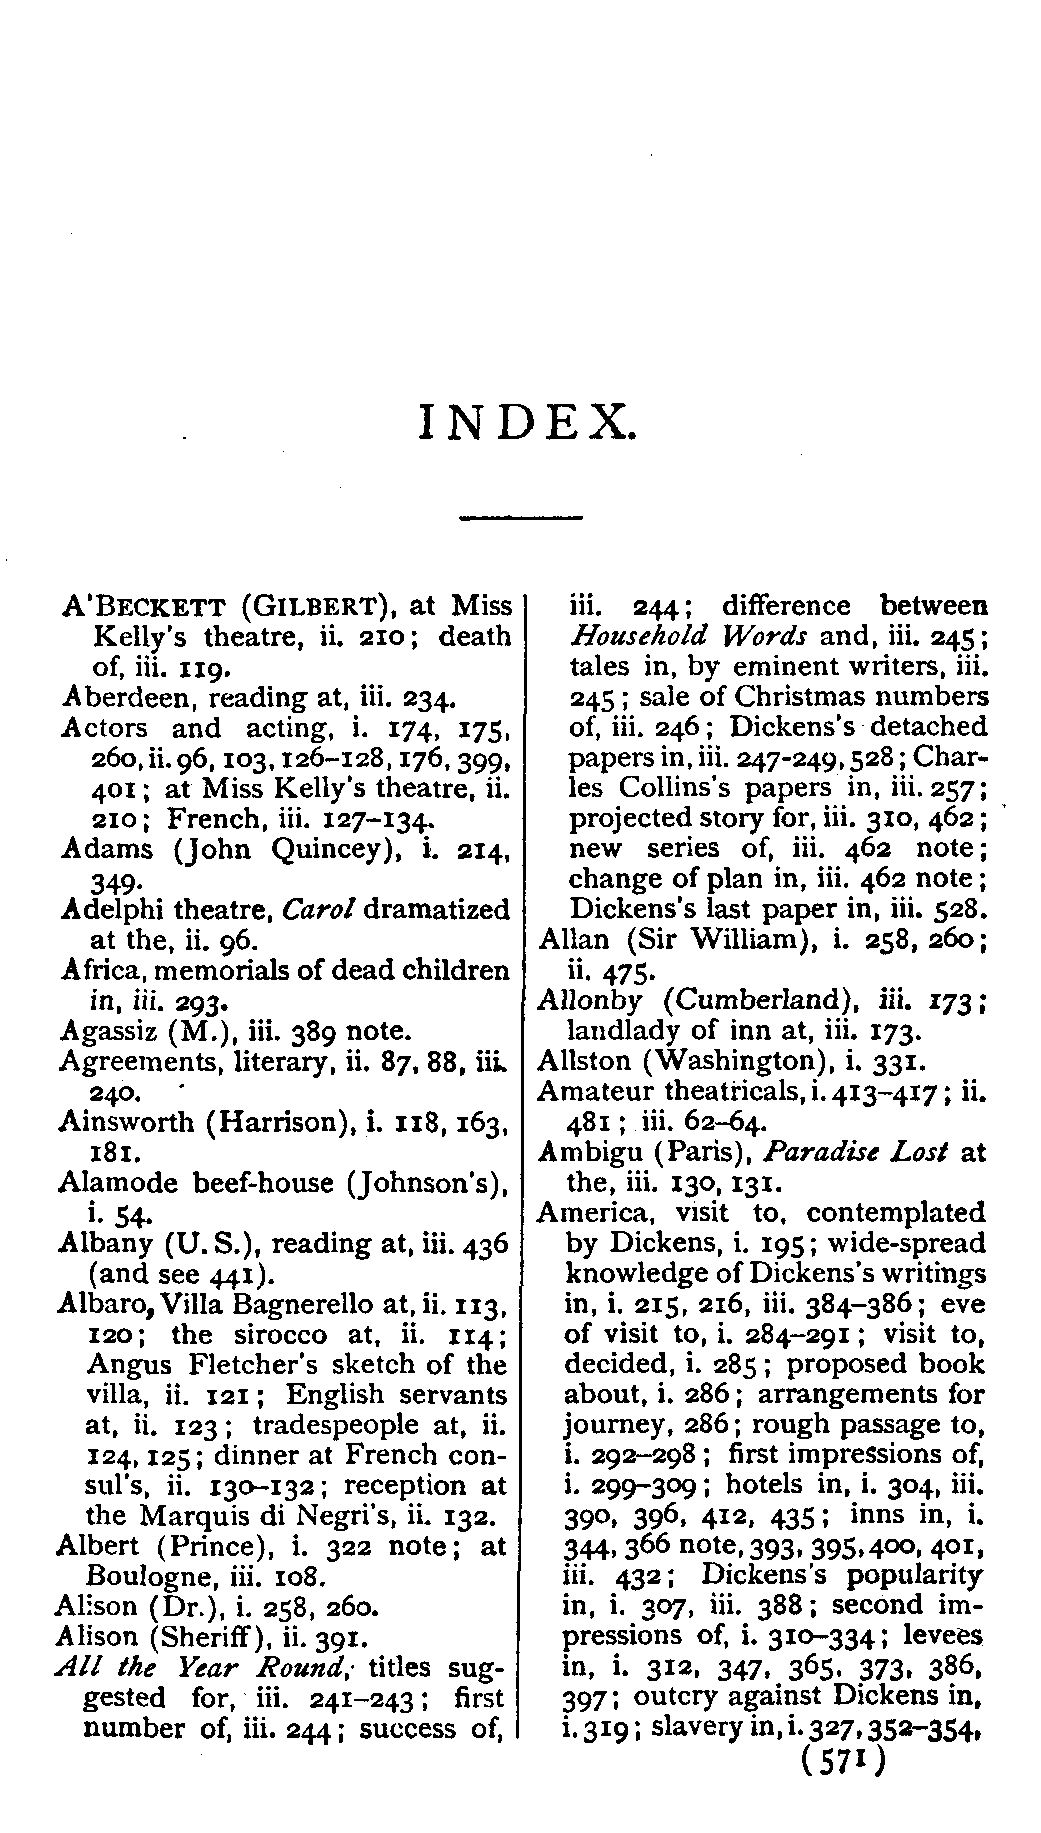 INDEX.
A'BECKETT (GILBERT), at Miss
Kelly's theatre, ii. 210; death
of, iii. 119.
Aberdeen, reading at, iii. 234.
Actors and acting, i. 174, 175,
260, ii. 96, 103, 126–128, 176, 399,
401; at Miss Kelly's theatre, ii.
210; French, iii. 127–134.
Adams (John Quincey), i. 214,
349.
Adelphi theatre, Carol dramatized
at the, ii. 96.
Africa, memorials of dead children
in, iii. 293.
Agassiz (M.), iii. 389 note.
Agreements, literary, ii. 87, 88, iii.
240.
Ainsworth (Harrison), i. 118, 163,
181.
Alamode beef-house (Johnson's),
i. 54.
Albany (U.S.), reading at, iii. 436
(and see 441).
Albaro, Villa Bagnerello at, ii. 113,
120; the sirocco at, ii. 114;
Angus Fletcher's sketch of the
villa, ii. 121; English servants
at, ii. 123; tradespeople at, ii.
124, 125; dinner at French con-
sul's, ii. 130–132; reception at
the Marquis di Negri's, ii. 132.
Albert (Prince), i. 322 note; at
Boulogne, iii. 108.
Alison (Dr.), i. 258, 260.
Alison (Sheriff), ii. 391.
All the Year Round, titles sug-
gested for, iii. 241–243; first
number of, iii. 244; success of,
iii. 244; difference between
Household Words and, iii. 245;
tales in, by eminent writers, iii.
245; sale of Christmas numbers
of, iii. 246; Dickens's detached
papers in, iii. 247-249, 528; Char-
les Collins's papers in, iii. 257;
projected story for, iii. 310, 462;
new series of, iii. 462 note;
change of plan in, iii. 462 note;
Dickens's last paper in, iii. 528.
Allan (Sir William), i. 258, 260;
ii. 475.
Allonby (Cumberland), iii. 173;
landlady of inn at, iii. 173.
Allston (Washington), i. 331.
Amateur theatricals, i. 413–417; ii.
481; iii. 62–64.
Ambigu (Paris), Paradise Lost at
the, iii. 130, 131.
America, visit to, contemplated
by Dickens, i. 195; wide-spread
knowledge of Dickens's writings
in, i. 215, 216, iii. 384–386; eve
of visit to, i. 284–291; visit to,
decided, i. 285; proposed book
about, i. 286; arrangements for
journey, 286; rough passage to,
i. 292–298; first impressions of,
i. 299–309; hotels in, i. 304, iii.
390, 396, 412, 435; inns in, i.
344, 366 note, 393, 395, 400, 401,
iii. 432; Dickens's popularity
in, i. 307, iii. 388; second im-
pressions of, i. 310–334; levees
in, i. 312, 347, 365, 373, 386,
397; outcry against Dickens in,
i. 319; slavery in, i. 327, 352–354,
(571)